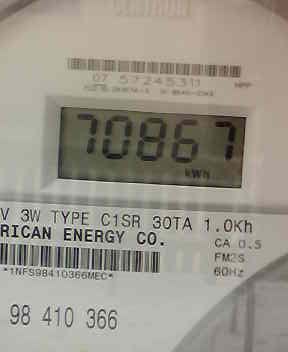 CENTRON
07 57245311
70867
kWh
V 3W TYPE C1SR 30TA 1.0Kh
RICAN ENERGY CO.
CA 0.5
FM2S
60Hz
*1NFS98410366MEC*
98 410 366